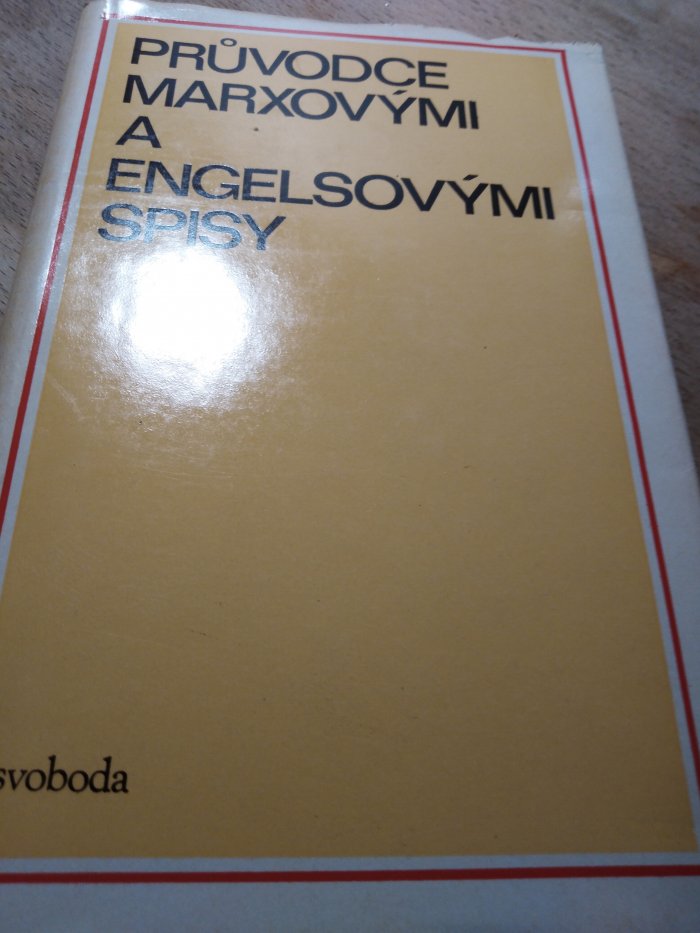 PRŮVODCE
MARXOVÝMI
A
ENGELSOVÝMI
SPISY
svoboda